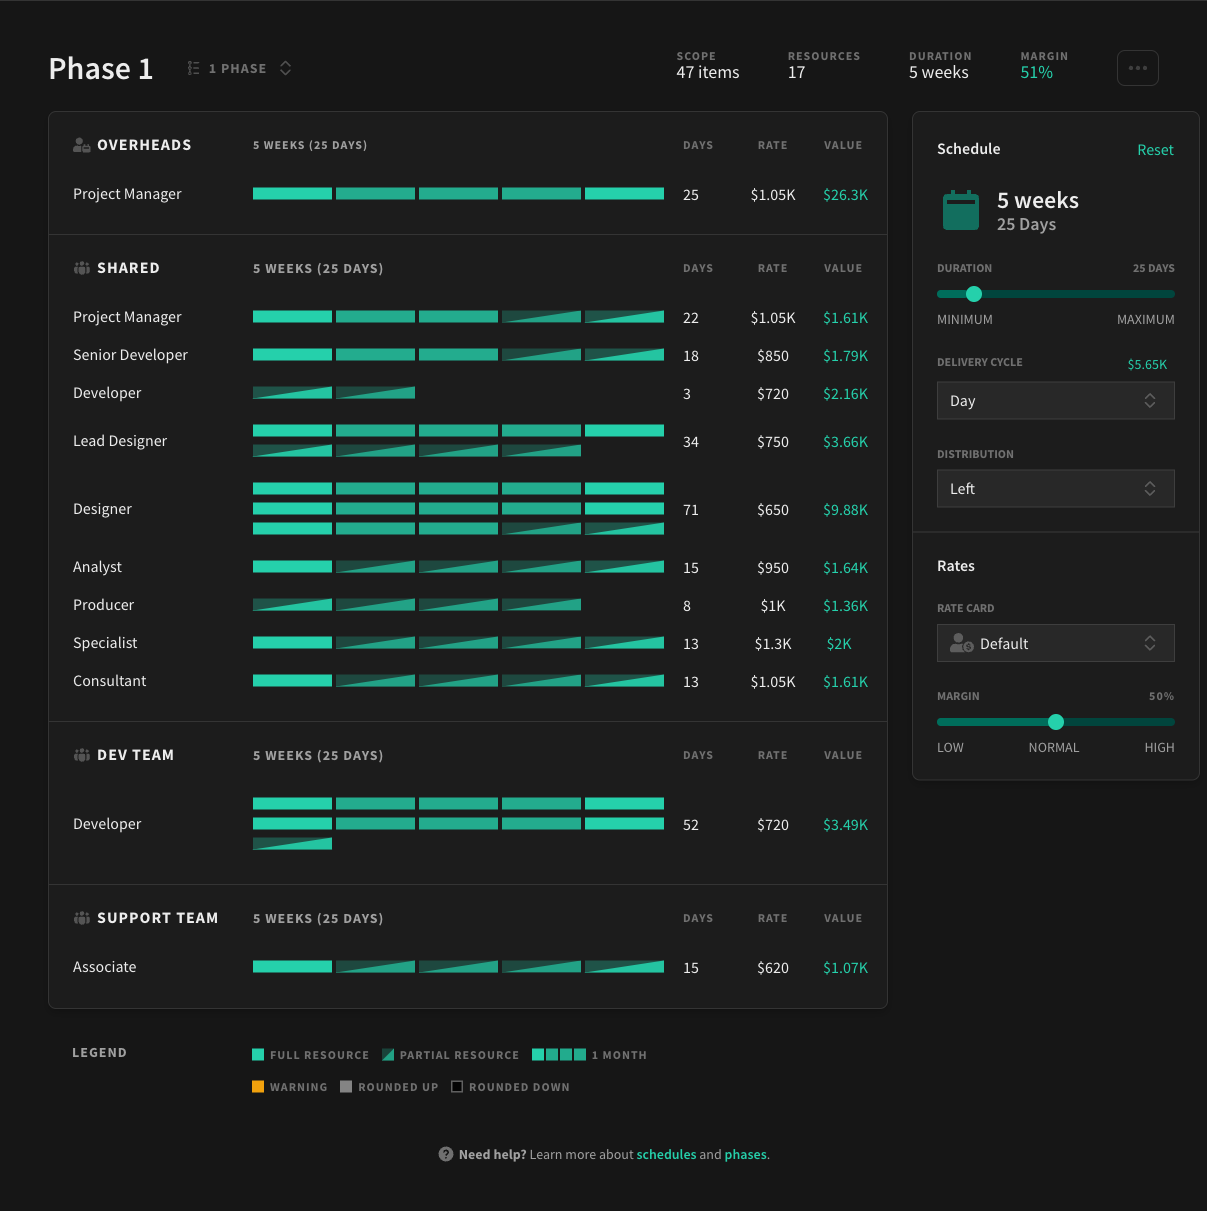 Phase 1
1 PHASE
SCOPE
47 items
RESOURCES
17
DURATION
5 weeks
MARGIN
51%
OVERHEADS 5 WEEKS (25 DAYS) DAYS RATE VALUE
Project Manager 25 $1.05K $26.3K
SHARED 5 WEEKS (25 DAYS) DAYS RATE VALUE
Project Manager 22 $1.05K $1.61K
Senior Developer 18 $850 $1.79K
Developer 3 $720 $2.16K
Lead Designer 34 $750 $3.66K
Designer 71 $650 $9.88K
Analyst 15 $950 $1.64K
Producer 8 $1K $1.36K
Specialist 13 $1.3K $2K
Consultant 13 $1.05K $1.61K
DEV TEAM 5 WEEKS (25 DAYS) DAYS RATE VALUE
Developer 52 $720 $3.49K
SUPPORT TEAM 5 WEEKS (25 DAYS) DAYS RATE VALUE
Associate 15 $620 $1.07K
LEGEND FULL RESOURCE PARTIAL RESOURCE 1 MONTH
WARNING ROUNDED UP ROUNDED DOWN
Schedule Reset
5 weeks
25 Days
DURATION 25 DAYS
MINIMUM MAXIMUM
DELIVERY CYCLE $5.65K
Day
DISTRIBUTION
Left
Rates
RATE CARD
Default
MARGIN 50%
LOW NORMAL HIGH
Need help? Learn more about schedules and phases.